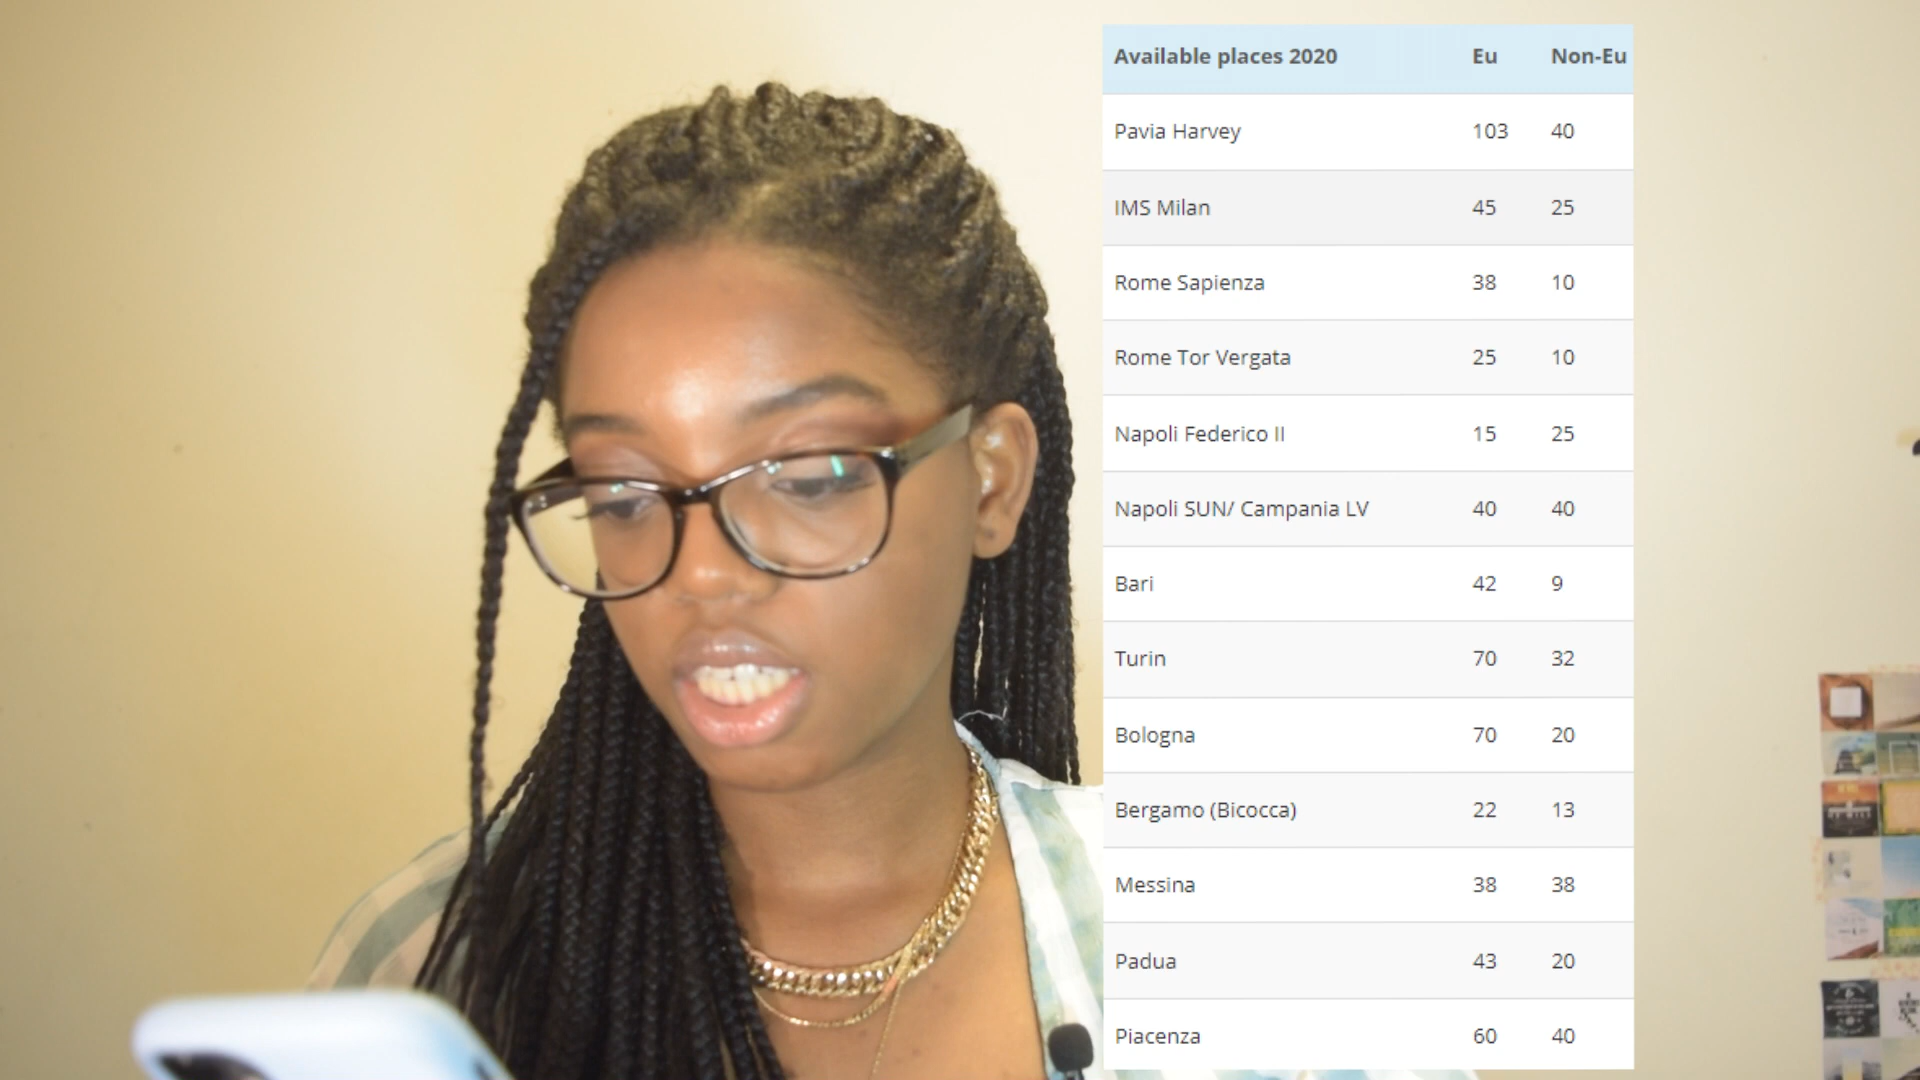 Available places 2020 Eu Non-Eu
Pavia Harvey 103 40
IMS Milan 45 25
Rome Sapienza 38 10
Rome Tor Vergata 25 10
Napoli Federico II 15 25
Napoli SUN/ Campania LV 40 40
Bari 42 9
Turin 70 32
Bologna 70 20
Bergamo (Bicocca) 22 13
Messina 38 38
Padua 43 20
Piacenza 60 40